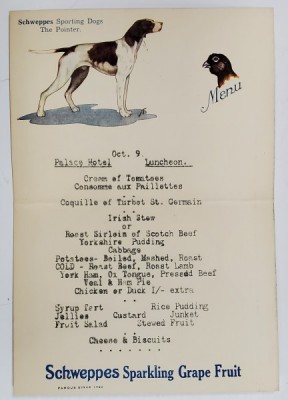 Schweppes Sporting Dogs
The Pointer.
Menu
Oct. 9.
Palace Hotel Luncheon.
Cream of Tomatoes
Consomme aux Paillettes
. . .
Coquille of Turbot St. Germain
. . .
Irish Stew
or
Roast Sirloin of Scotch Beef
Yorkshire Pudding
Cabbage
Potatoes- Boiled, Mashed, Roast
COLD - Roast Beef, Roast Lamb
York Ham, Ox Tongue, Pressed Beef
Veal & Ham Pie
Chicken or Duck 1/- extra
. . . .
Syrup Tart Rice Pudding
Jellies Custard Junket
Fruit Salad Stewed Fruit
. . .
Cheese & Biscuits
. . . . . . .
Schweppes Sparkling Grape Fruit